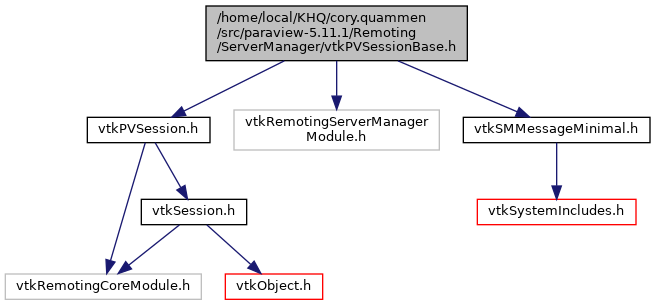 /home/local/KHQ/cory.quammen
/src/paraview-5.11.1/Remoting
/ServerManager/vtkPVSessionBase.h
vtkPVSession.h
vtkRemotingServerManager
Module.h
vtkSMMessageMinimal.h
vtkSession.h
vtkSystemIncludes.h
vtkRemotingCoreModule.h
vtkObject.h